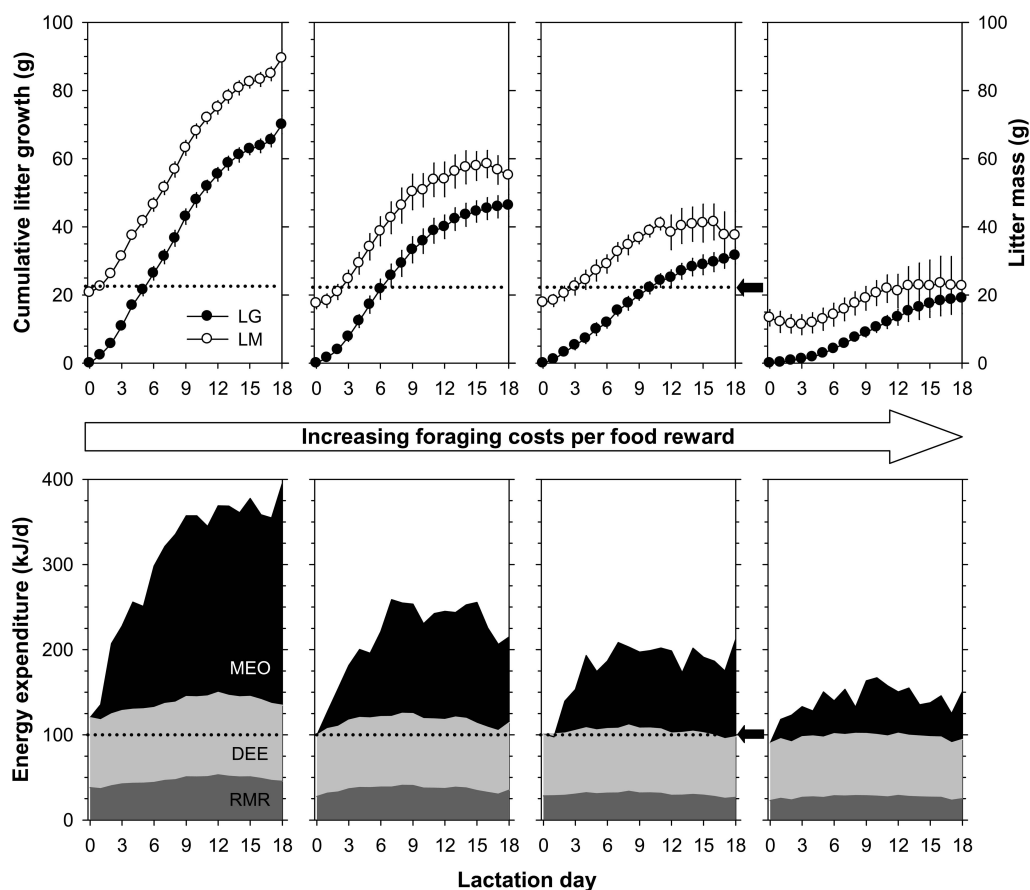 Cumulative litter growth (g)
100
80
60
40
20
0
LG
LM
0 3 6 9 12 15 18
0 3 6 9 12 15 18
0 3 6 9 12 15 18
0 3 6 9 12 15 18
100
80
60
40
20
0
Litter mass (g)
Increasing foraging costs per food reward
Energy expenditure (kJ/d)
400
300
200
100
0
MEO
DEE
RMR
0 3 6 9 12 15 18
0 3 6 9 12 15 18
0 3 6 9 12 15 18
0 3 6 9 12 15 18
Lactation day